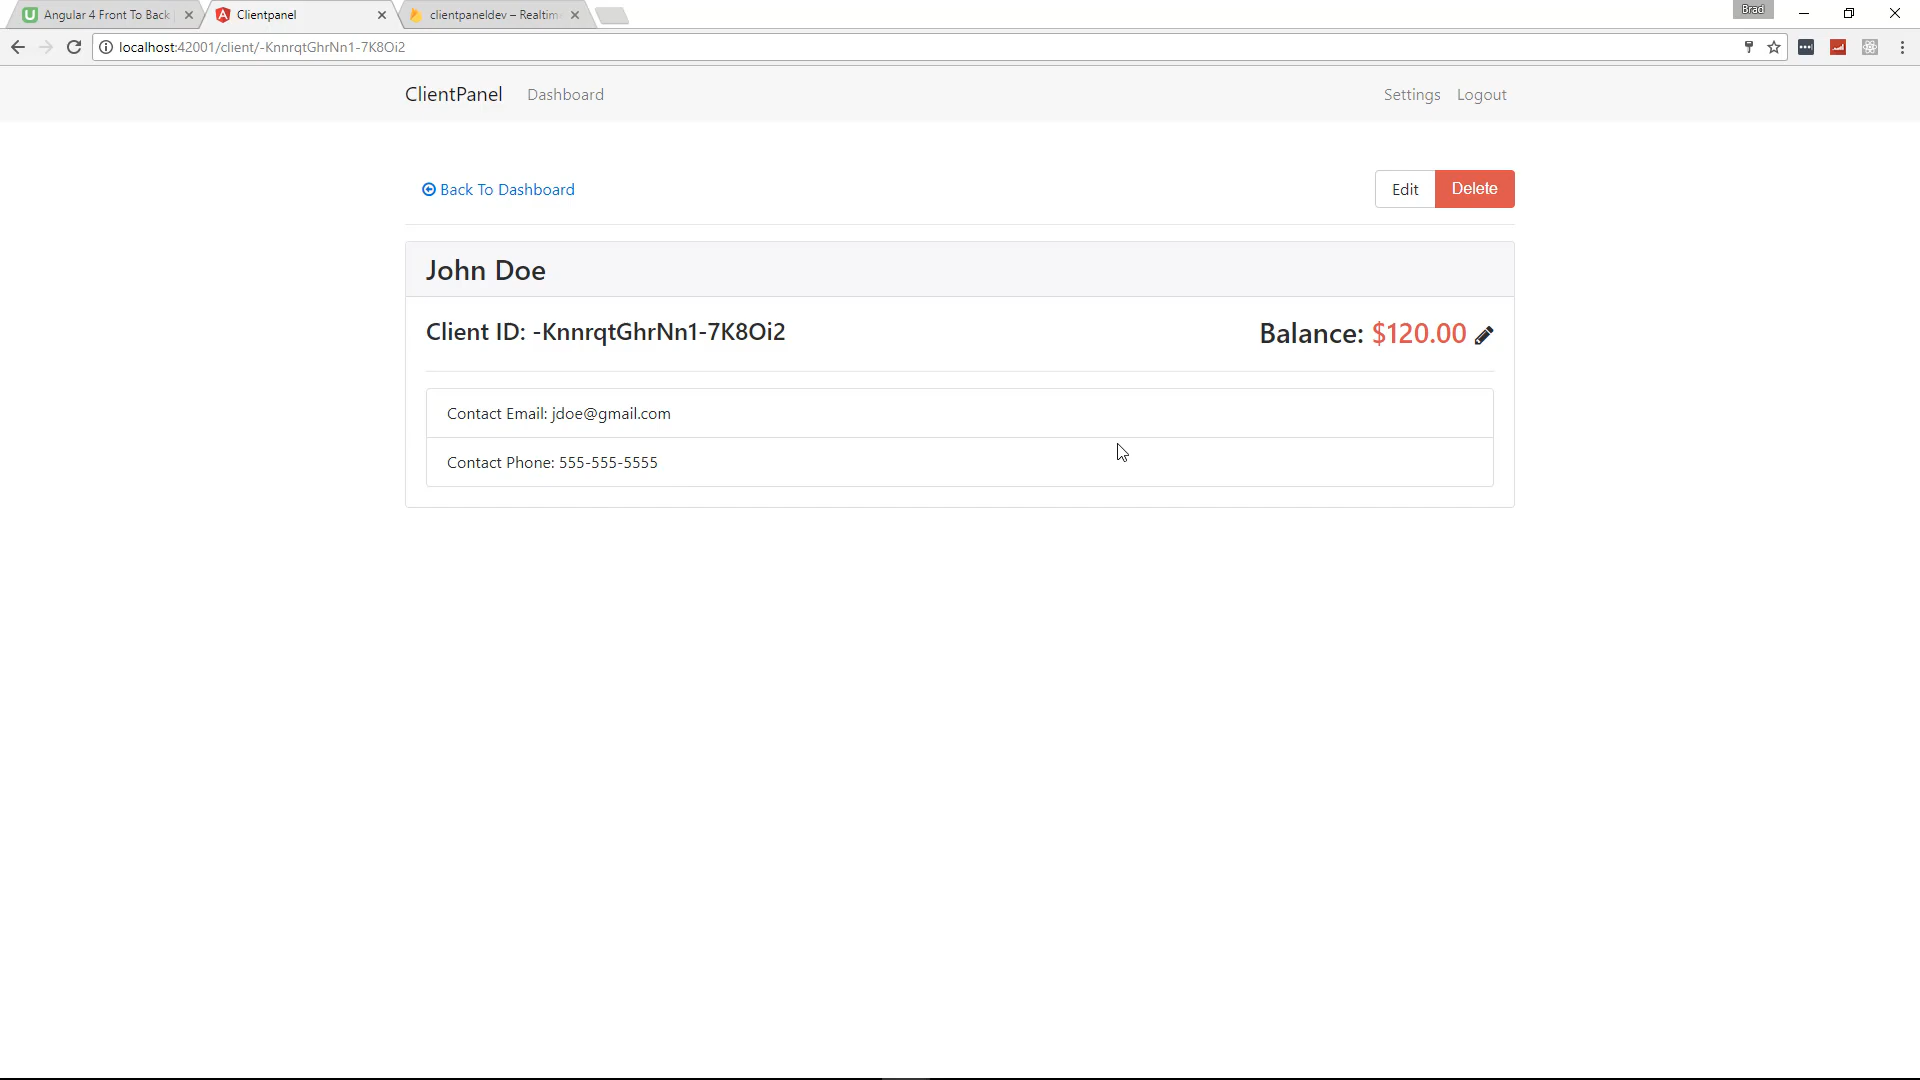 Angular 4 Front To Back
Clientpanel
clientpaneldev – Realtim
Brad
localhost:42001/client/-KnnrqtGhrNn1-7K8Oi2
ClientPanel Dashboard Settings Logout
Back To Dashboard Edit Delete
John Doe
Client ID: -KnnrqtGhrNn1-7K8Oi2 Balance: $120.00
Contact Email: jdoe@gmail.com
Contact Phone: 555-555-5555